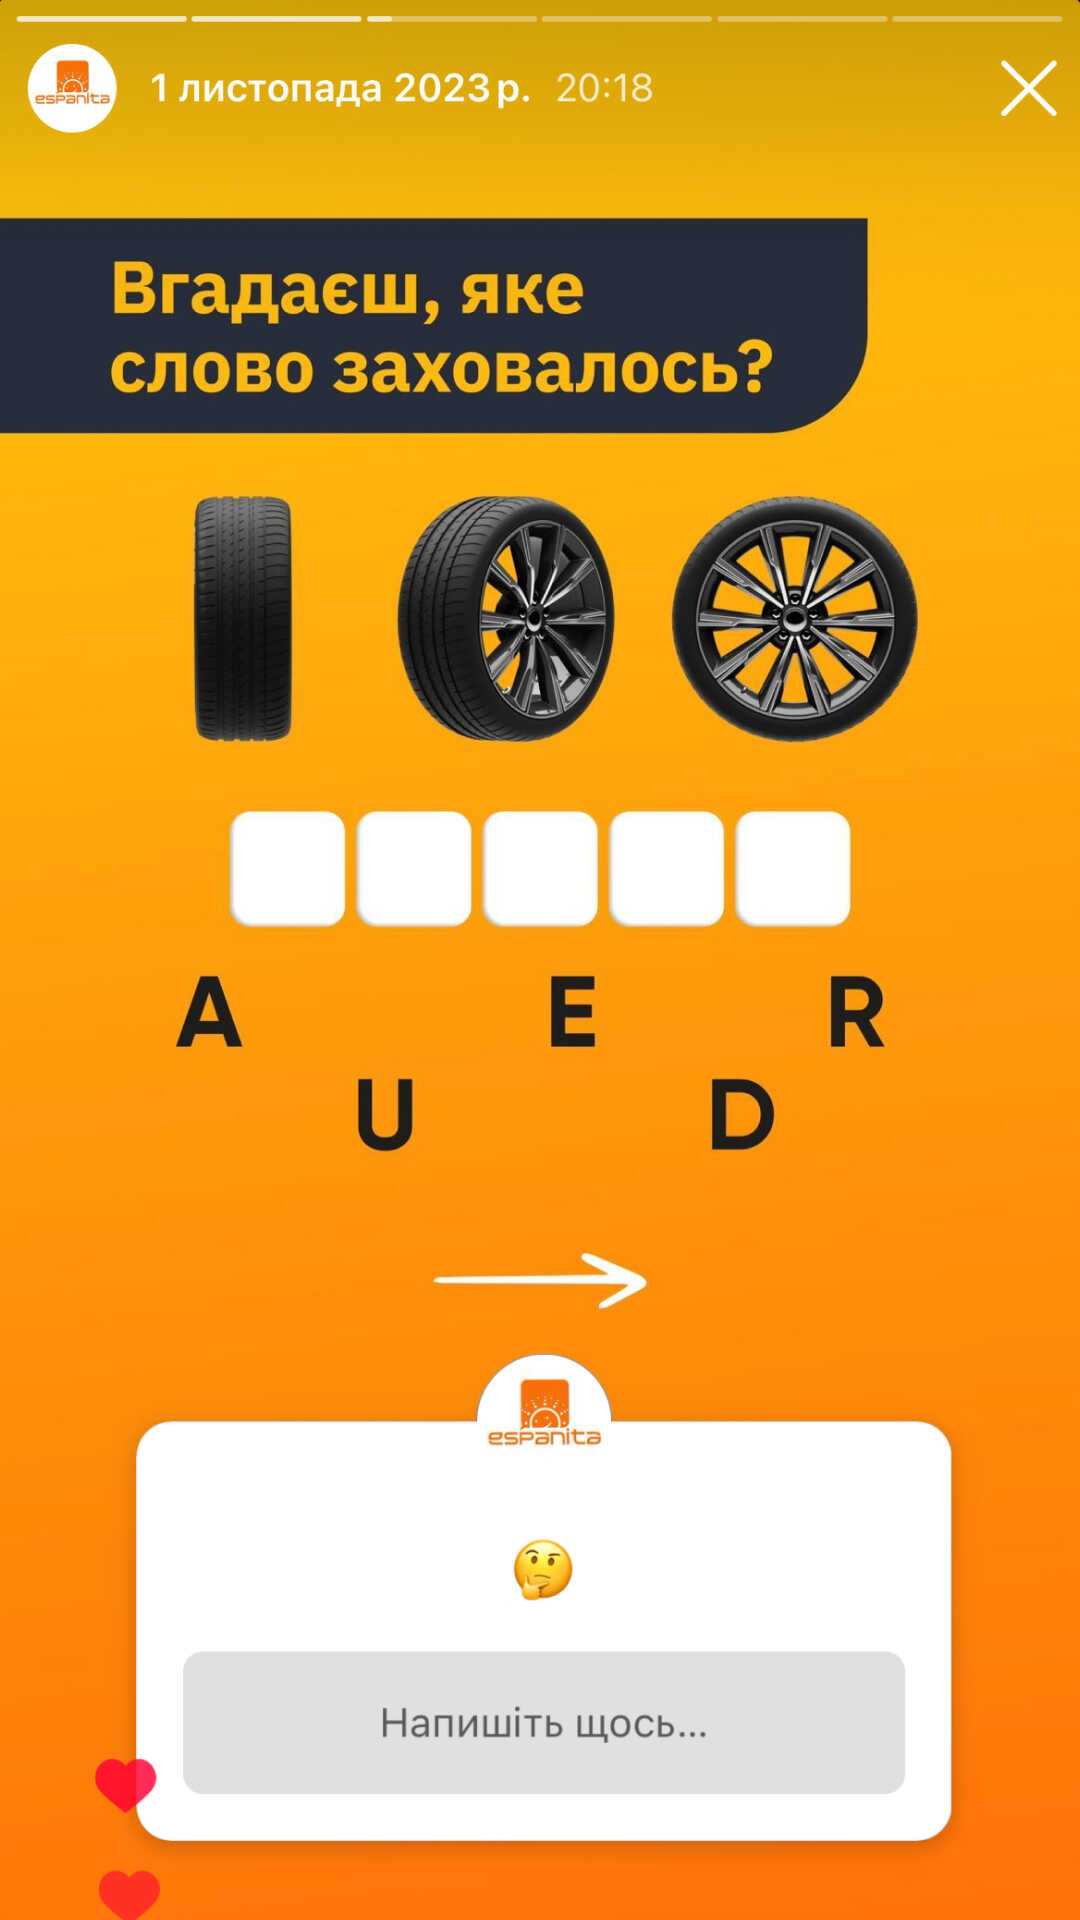 espanita
1 листопада 2023 р. 20:18
Вгадаєш, яке
слово заховалось?
A E R
U D
espanita
Напишіть щось...